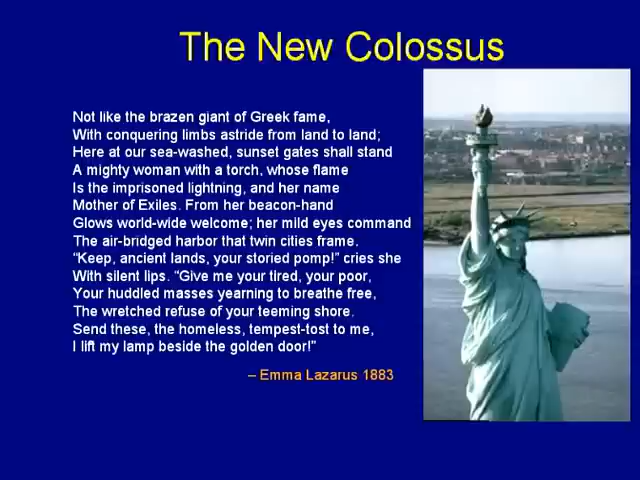 The New Colossus
Not like the brazen giant of Greek fame,
With conquering limbs astride from land to land;
Here at our sea-washed, sunset gates shall stand
A mighty woman with a torch, whose flame
Is the imprisoned lightning, and her name
Mother of Exiles. From her beacon-hand
Glows world-wide welcome; her mild eyes command
The air-bridged harbor that twin cities frame.
"Keep, ancient lands, your storied pomp!" cries she
With silent lips. "Give me your tired, your poor,
Your huddled masses yearning to breathe free,
The wretched refuse of your teeming shore.
Send these, the homeless, tempest-tost to me,
I lift my lamp beside the golden door!"
– Emma Lazarus 1883